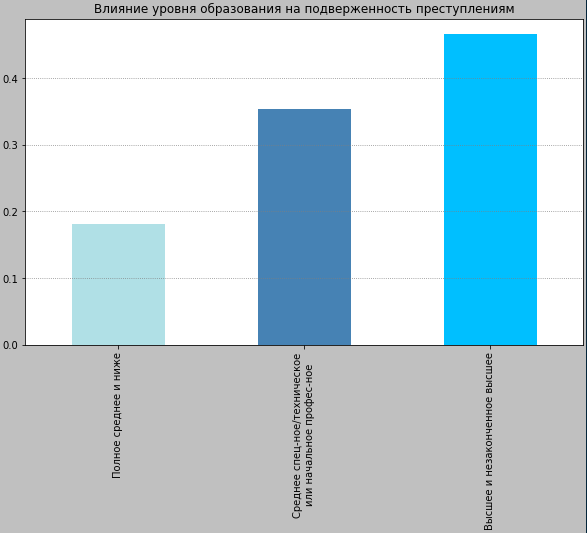 Влияние уровня образования на подверженность преступлениям
0.4
0.3
0.2
0.1
0.0
Полное среднее и ниже
Среднее спец-ное/техническое
или начальное профес-ное
Высшее и незаконченное высшее